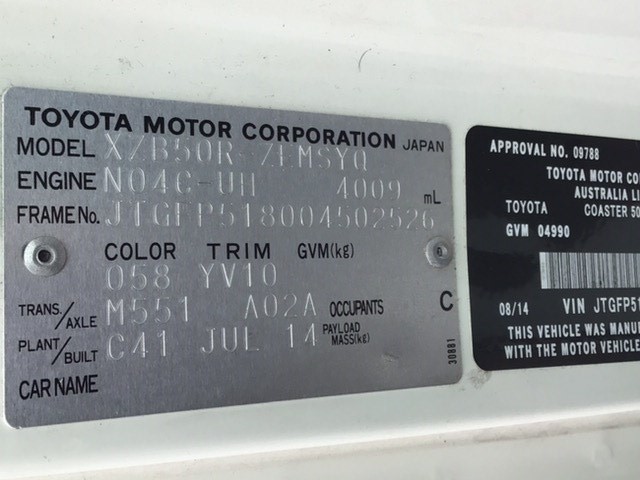 TOYOTA MOTOR CORPORATION JAPAN
MODEL XZB50R-ZEMSYQ
ENGINE N04C-UH 4009 mL
FRAME No. JTGFP518004502526
COLOR TRIM GVM(kg)
058 YV10
TRANS./AXLE M551 A02A OCCUPANTS C
PLANT/BUILT C41 JUL 14 PAYLOAD MASS(kg)
CAR NAME
30881
APPROVAL NO. 09788
TOYOTA MOTOR CO
AUSTRALIA LI
TOYOTA COASTER 50
GVM 04990
08/14 VIN JTGFP51
THIS VEHICLE WAS MANU
WITH THE MOTOR VEHICLE